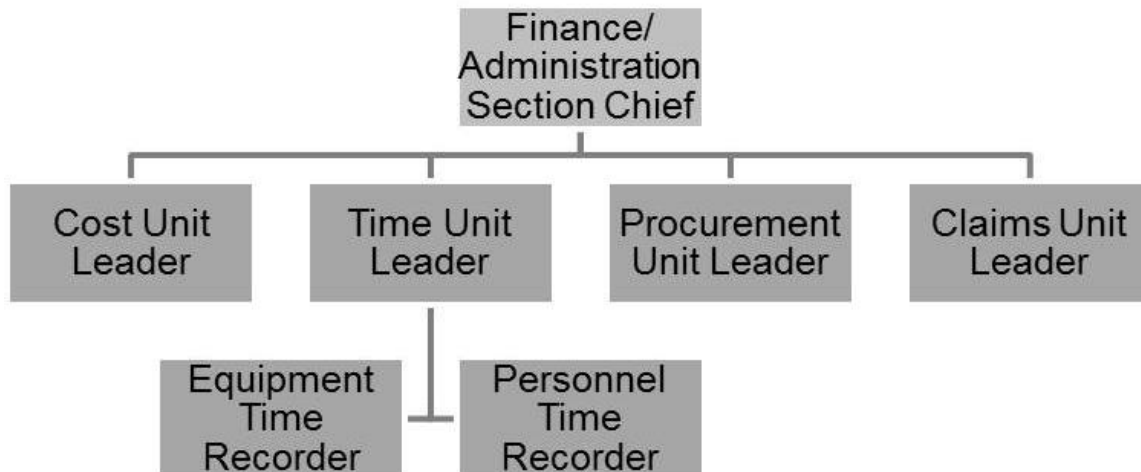 Finance/
Administration
Section Chief
Cost Unit
Leader
Time Unit
Leader
Procurement
Unit Leader
Claims Unit
Leader
Equipment
Time
Recorder
Personnel
Time
Recorder